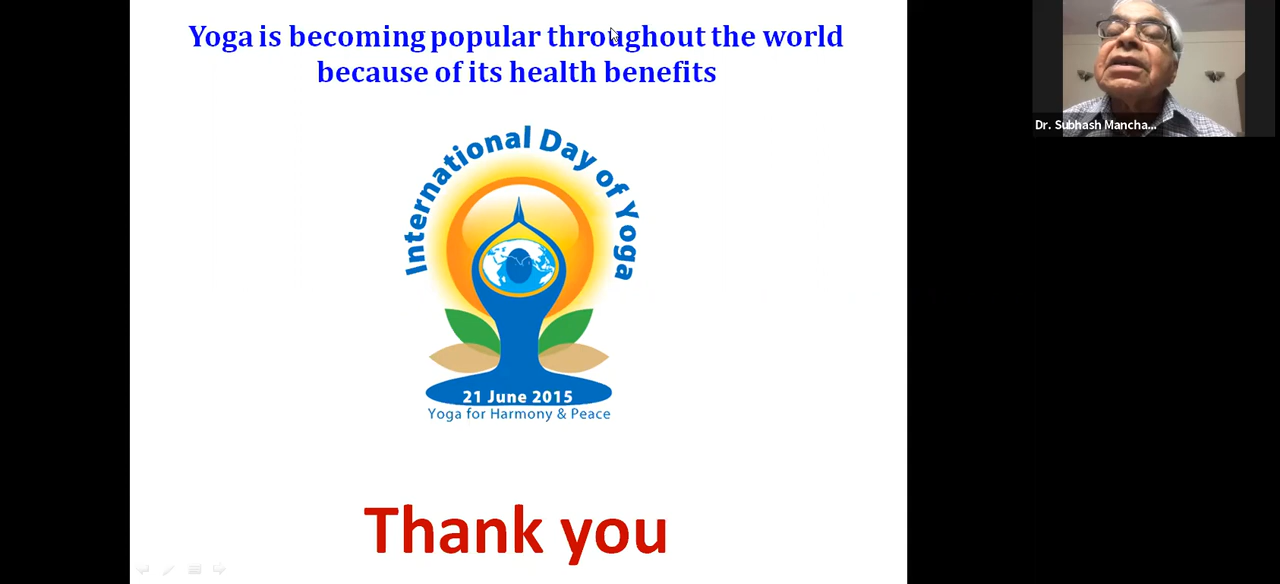 Yoga is becoming popular throughout the world
because of its health benefits
International Day of Yoga
21 June 2015
Yoga for Harmony & Peace
Thank you
Dr. Subhash Mancha...